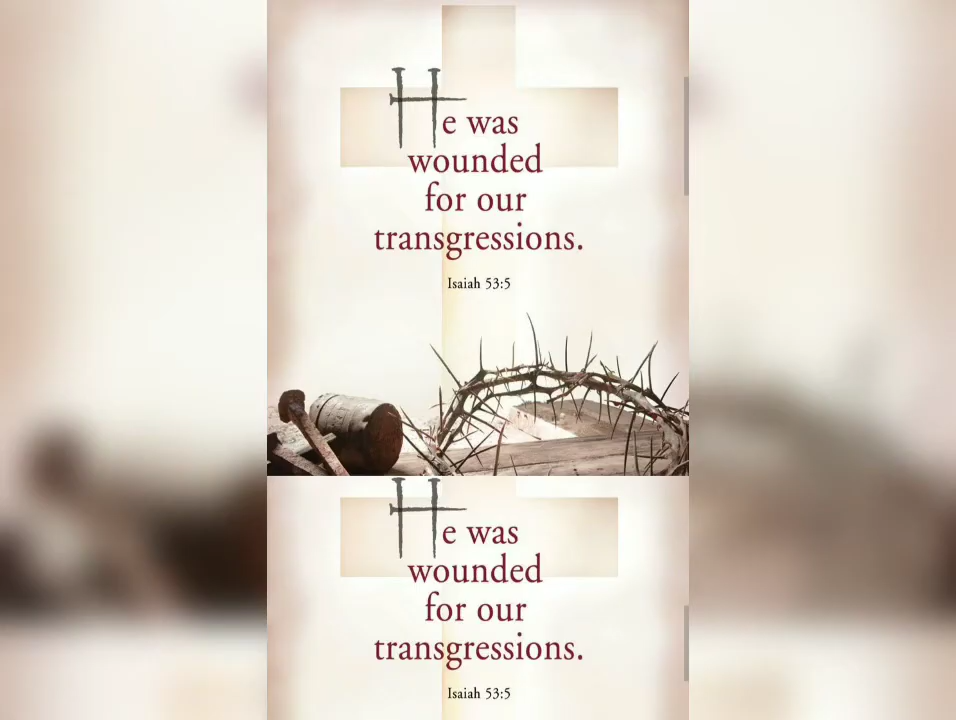 He was
wounded
for our
transgressions.
Isaiah 53:5
He was
wounded
for our
transgressions.
Isaiah 53:5